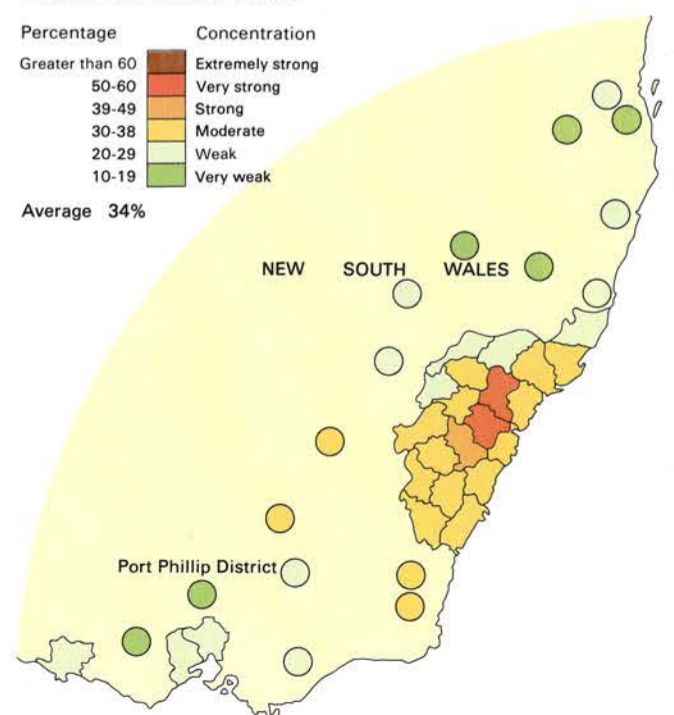 Percentage Concentration
Greater than 60 Extremely strong
50-60 Very strong
39-49 Strong
30-38 Moderate
20-29 Weak
10-19 Very weak
Average 34%
NEW SOUTH WALES
Port Phillip District